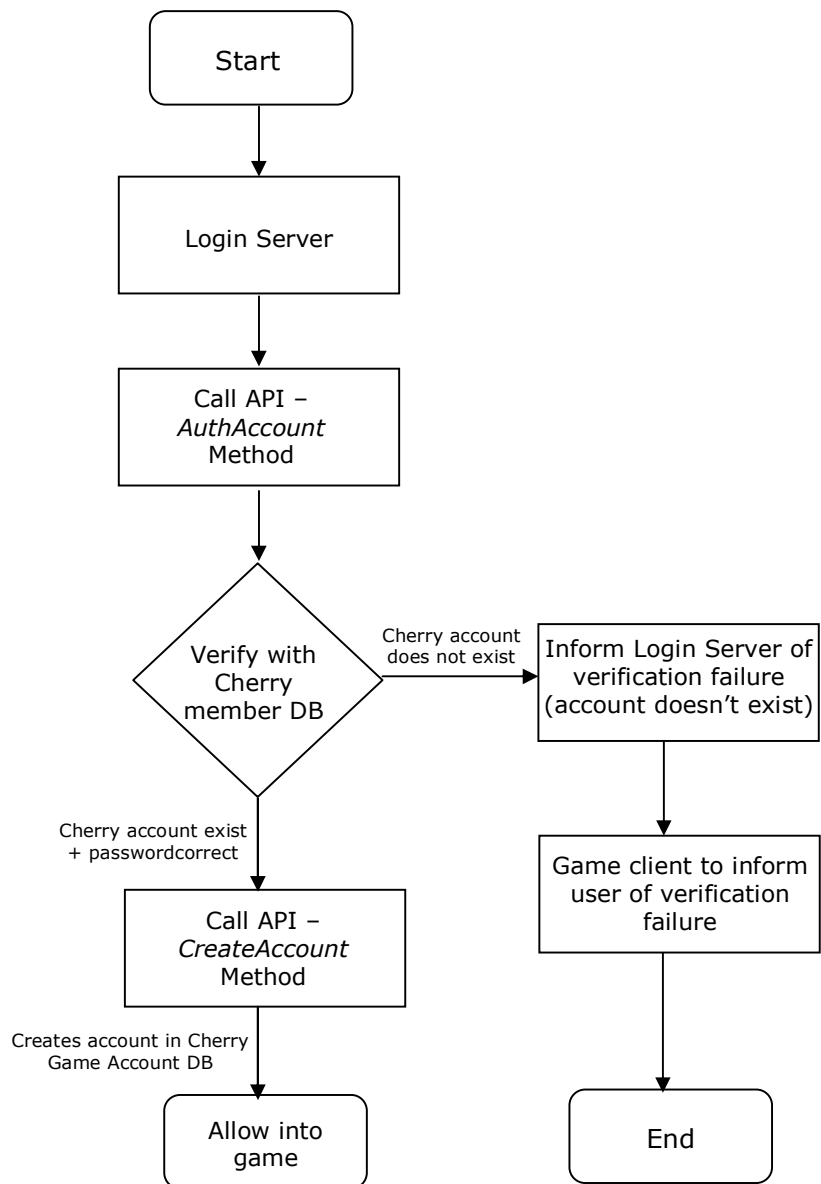 Start
Login Server
Call API –
AuthAccount
Method
Verify with
Cherry
member DB
Cherry account
does not exist
Inform Login Server of
verification failure
(account doesn’t exist)
Cherry account exist
+ passwordcorrect
Game client to inform
user of verification
failure
Call API –
CreateAccount
Method
Creates account in Cherry
Game Account DB
Allow into
game
End